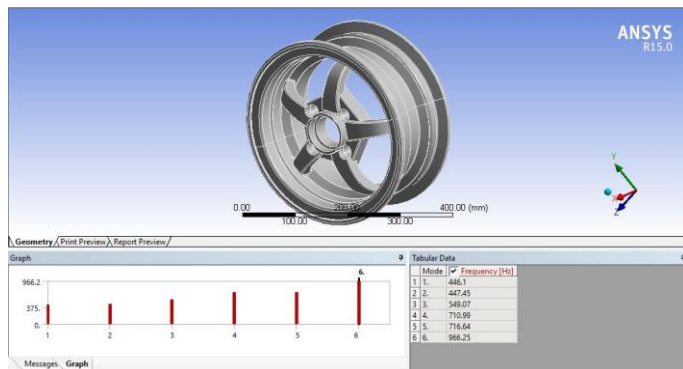 ANSYS
R15.0
Y
X
Z
0.00 200.00 400.00 (mm)
100.00 300.00
Geometry Print Preview Report Preview
Graph
966.2
375.
0.
6.
1 2 3 4 5 6
Messages Graph
Tabular Data
Mode Frequency [Hz]
1 1. 446.1
2 2. 447.45
3 3. 549.07
4 4. 710.99
5 5. 716.64
6 6. 966.25